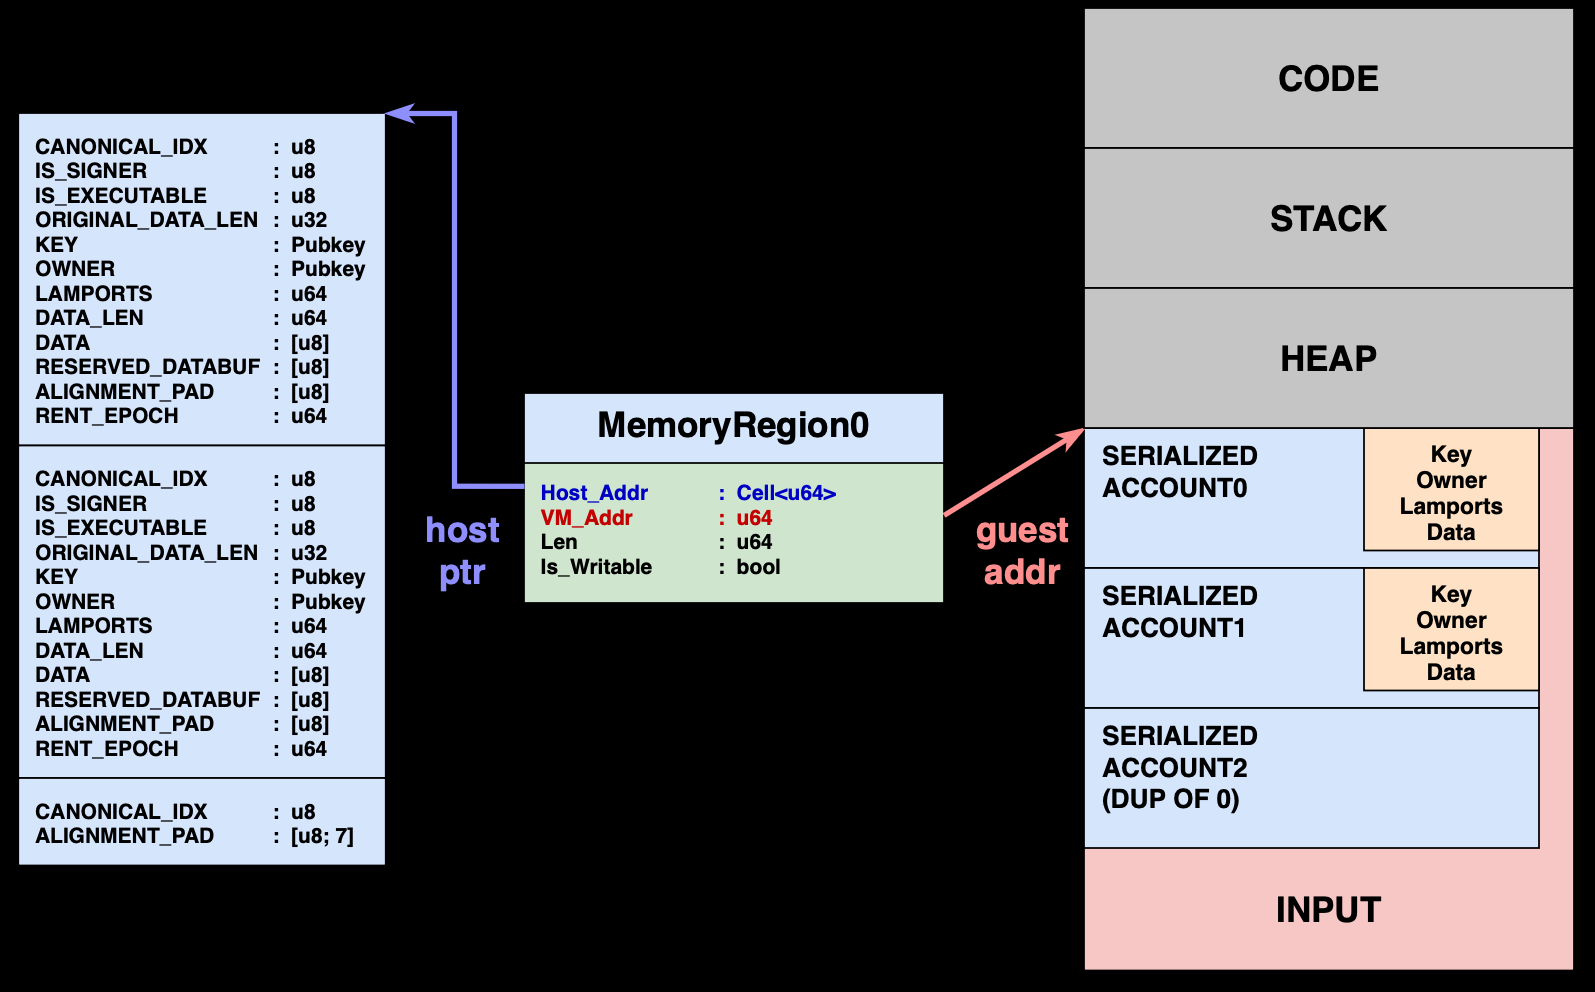 CANONICAL_IDX : u8
IS_SIGNER : u8
IS_EXECUTABLE : u8
ORIGINAL_DATA_LEN : u32
KEY : Pubkey
OWNER : Pubkey
LAMPORTS : u64
DATA_LEN : u64
DATA : [u8]
RESERVED_DATABUF : [u8]
ALIGNMENT_PAD : [u8]
RENT_EPOCH : u64
CANONICAL_IDX : u8
IS_SIGNER : u8
IS_EXECUTABLE : u8
ORIGINAL_DATA_LEN : u32
KEY : Pubkey
OWNER : Pubkey
LAMPORTS : u64
DATA_LEN : u64
DATA : [u8]
RESERVED_DATABUF : [u8]
ALIGNMENT_PAD : [u8]
RENT_EPOCH : u64
CANONICAL_IDX : u8
ALIGNMENT_PAD : [u8; 7]
host
ptr
MemoryRegion0
Host_Addr : Cell<u64>
VM_Addr : u64
Len : u64
Is_Writable : bool
guest
addr
CODE
STACK
HEAP
SERIALIZED
ACCOUNT0
Key
Owner
Lamports
Data
SERIALIZED
ACCOUNT1
Key
Owner
Lamports
Data
SERIALIZED
ACCOUNT2
(DUP OF 0)
INPUT